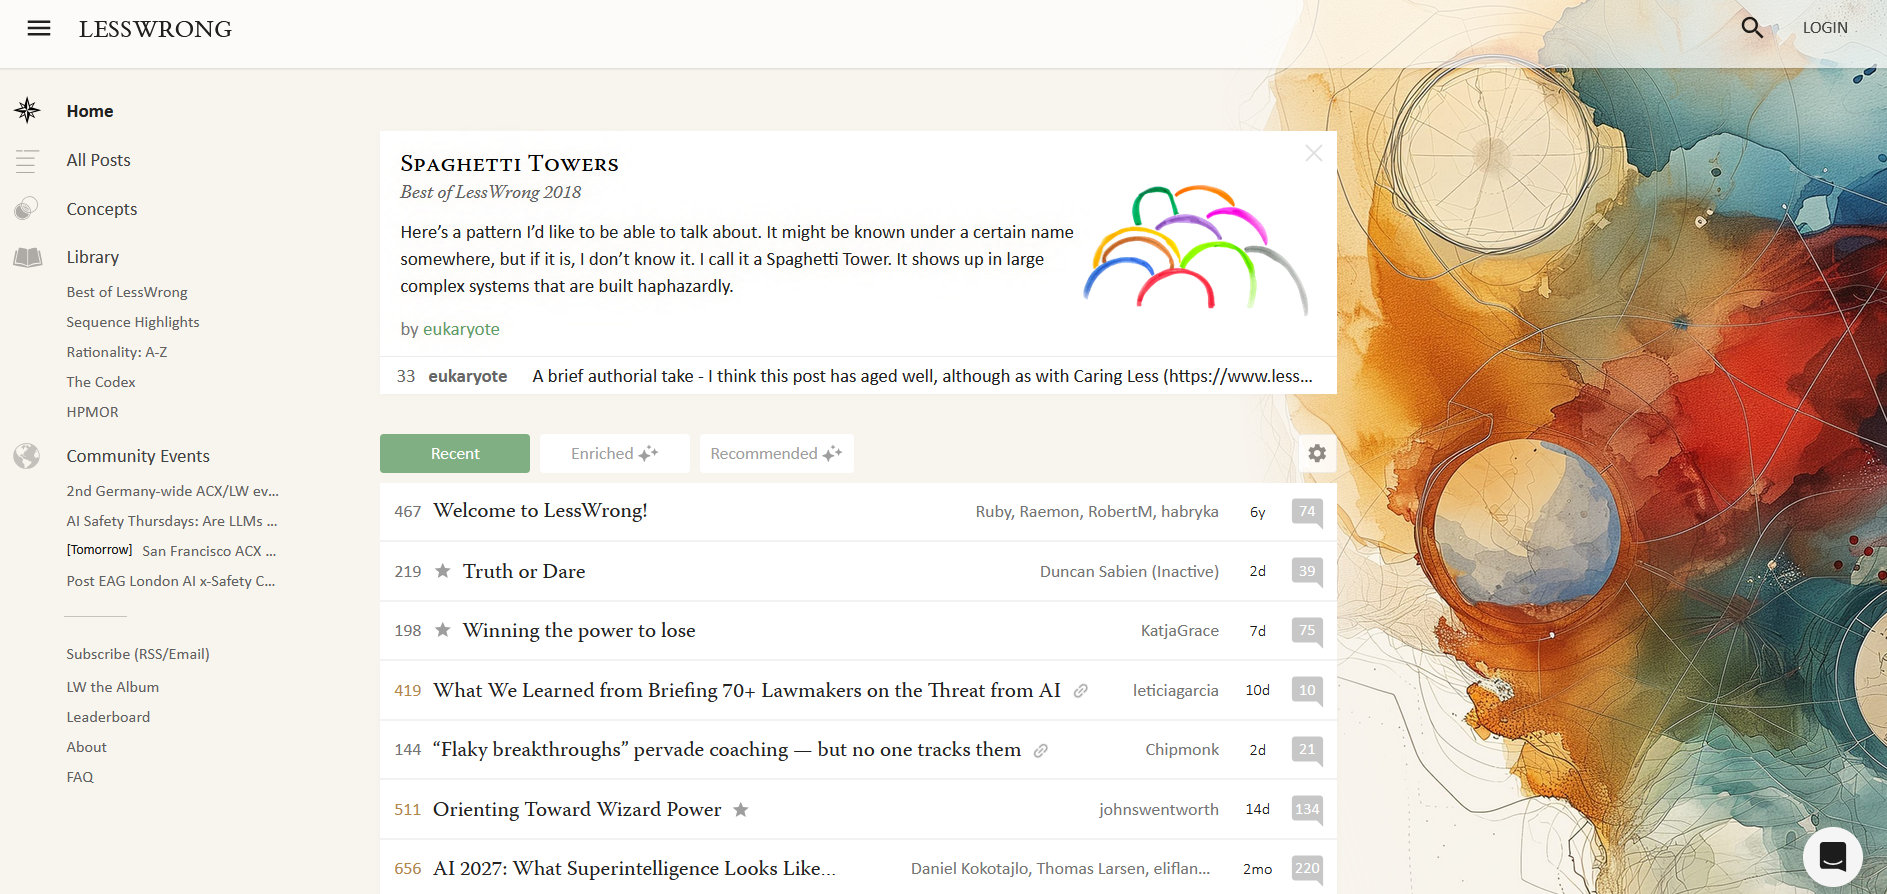 LESSWRONG
LOGIN
Home
All Posts
Concepts
Library
Best of LessWrong
Sequence Highlights
Rationality: A-Z
The Codex
HPMOR
Community Events
2nd Germany-wide ACX/LW ev...
AI Safety Thursdays: Are LLMs ...
[Tomorrow] San Francisco ACX ...
Post EAG London AI x-Safety C...
Subscribe (RSS/Email)
LW the Album
Leaderboard
About
FAQ
Spaghetti Towers
Best of LessWrong 2018
Here’s a pattern I’d like to be able to talk about. It might be known under a certain name
somewhere, but if it is, I don’t know it. I call it a Spaghetti Tower. It shows up in large
complex systems that are built haphazardly.
by eukaryote
33 eukaryote A brief authorial take - I think this post has aged well, although as with Caring Less (https://www.less...
Recent Enriched Recommended
467 Welcome to LessWrong! Ruby, Raemon, RobertM, habryka 6y 74
219 Truth or Dare Duncan Sabien (Inactive) 2d 39
198 Winning the power to lose KatjaGrace 7d 75
419 What We Learned from Briefing 70+ Lawmakers on the Threat from AI leticiagarcia 10d 10
144 “Flaky breakthroughs” pervade coaching — but no one tracks them Chipmonk 2d 21
511 Orienting Toward Wizard Power johnswentworth 14d 134
656 AI 2027: What Superintelligence Looks Like... Daniel Kokotajlo, Thomas Larsen, eliflan... 2mo 220